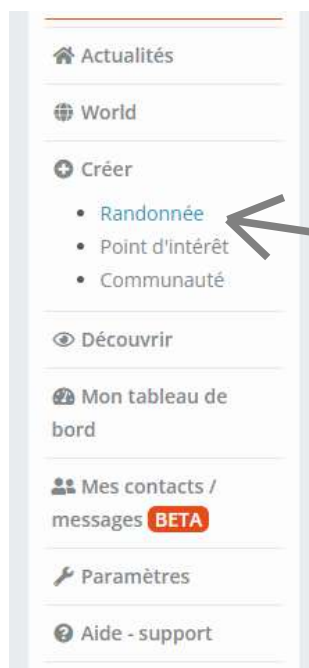 Actualités
World
Créer
Randonnée
Point d'intérêt
Communauté
Découvrir
Mon tableau de
bord
Mes contacts /
messages BETA
Paramètres
Aide - support